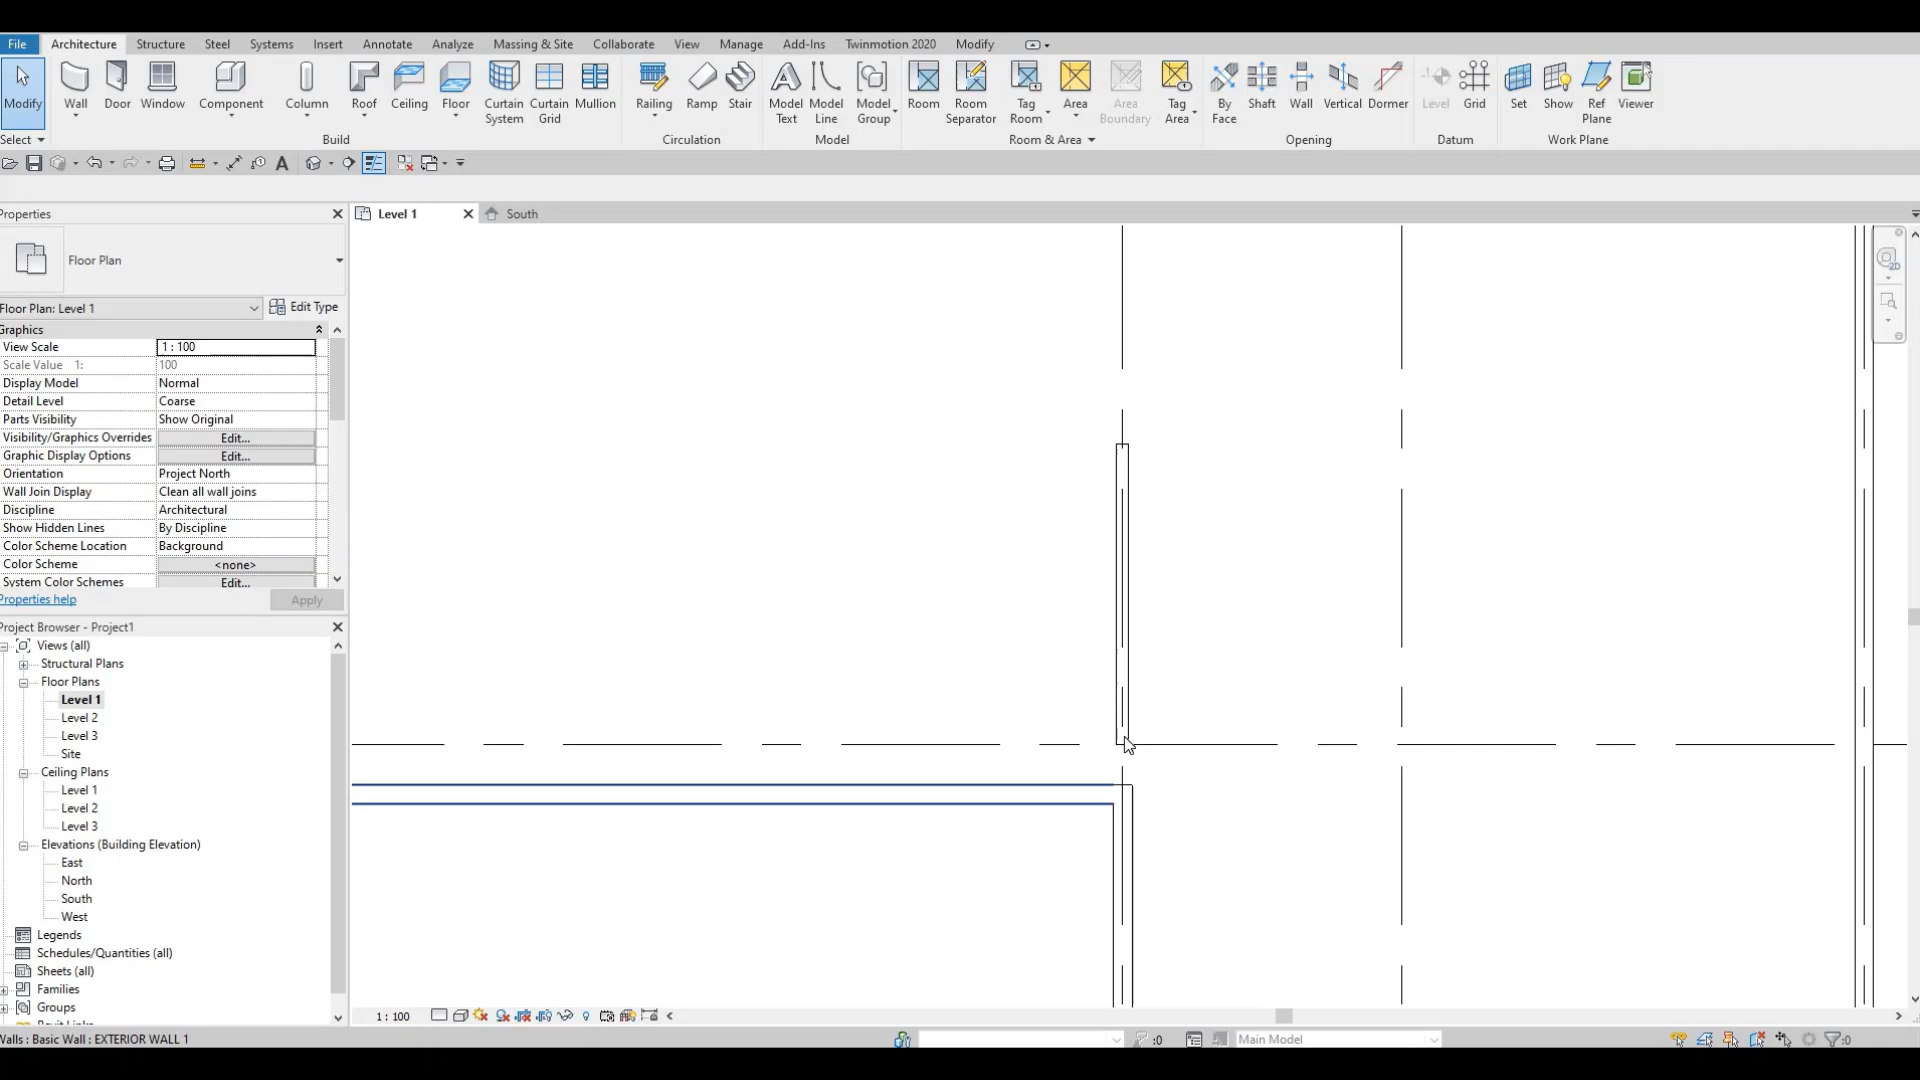 File Architecture Structure Steel Systems Insert Annotate Analyze Massing & Site Collaborate View Manage Add-Ins Twinmotion 2020 Modify
Modify Wall Door Window Component Column Roof Ceiling Floor Curtain System Curtain Grid Mullion Railing Ramp Stair Model Text Model Line Model Group Room Room Separator Tag Room Area Area Boundary Tag Area By Face Shaft Wall Vertical Dormer Level Grid Set Show Ref Plane Viewer
Select Build Circulation Model Room & Area Opening Datum Work Plane
Properties
Level 1
South
Floor Plan
Floor Plan: Level 1
Edit Type
Graphics
View Scale 1 : 100
Scale Value 1: 100
Display Model Normal
Detail Level Coarse
Parts Visibility Show Original
Visibility/Graphics Overrides Edit...
Graphic Display Options Edit...
Orientation Project North
Wall Join Display Clean all wall joins
Discipline Architectural
Show Hidden Lines By Discipline
Color Scheme Location Background
Color Scheme <none>
System Color Schemes Edit...
Properties help Apply
Project Browser - Project1
Views (all)
Structural Plans
Floor Plans
Level 1
Level 2
Level 3
Site
Ceiling Plans
Level 1
Level 2
Level 3
Elevations (Building Elevation)
East
North
South
West
Legends
Schedules/Quantities (all)
Sheets (all)
Families
Groups
1 : 100
Walls : Basic Wall : EXTERIOR WALL 1
:0
Main Model
:0